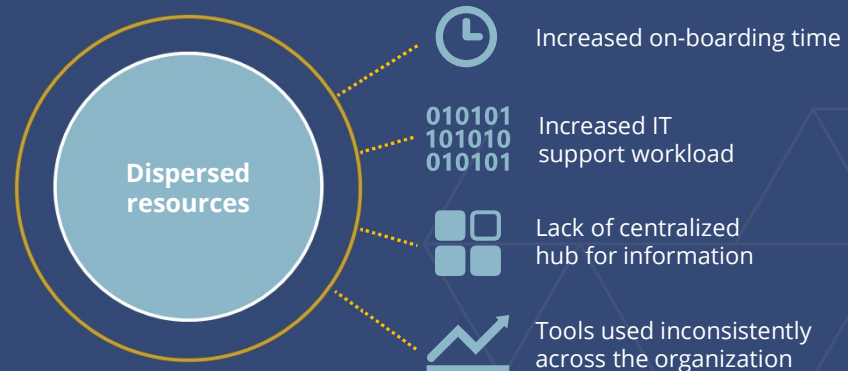 Dispersed
resources
Increased on-boarding time
010101
101010
010101
Increased IT
support workload
Lack of centralized
hub for information
Tools used inconsistently
across the organization